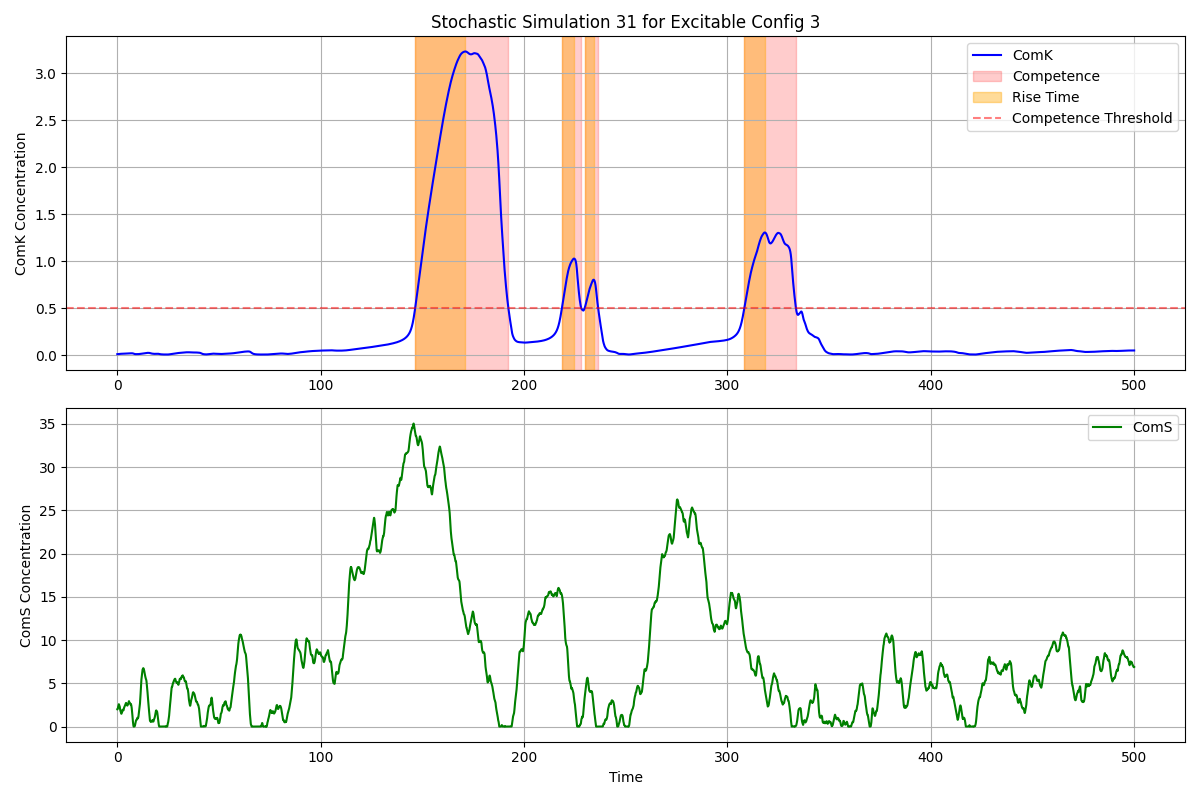 Stochastic Simulation 31 for Excitable Config 3
ComK Concentration
3.0
2.5
2.0
1.5
1.0
0.5
0.0
0 100 200 300 400 500
ComK
Competence
Rise Time
Competence Threshold
ComS Concentration
35
30
25
20
15
10
5
0
0 100 200 300 400 500
Time
ComS